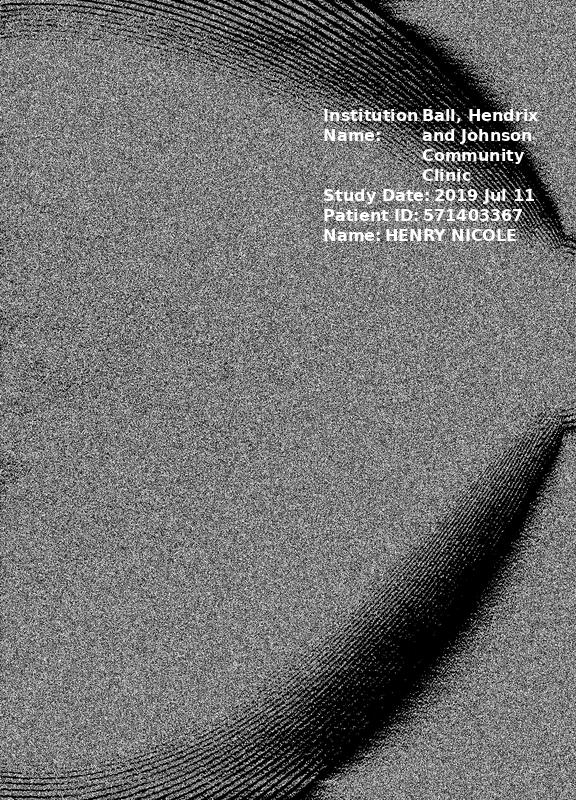 Institution Ball, Hendrix
Name: and Johnson
Community
Clinic
Study Date: 2019 Jul 11
Patient ID: 571403367
Name: HENRY NICOLE